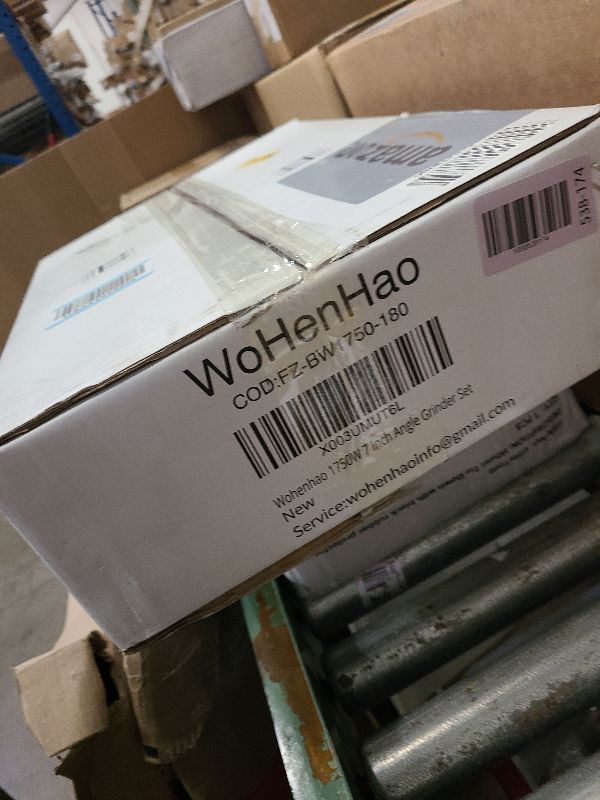 amazon
538-174
WoHenHao
COD:FZ-BW1750-180
X003UMUT6L
Wohenhao 1750W 7 inch Angle Grinder Set
New
Service:wohenhaoinfo@gmail.com